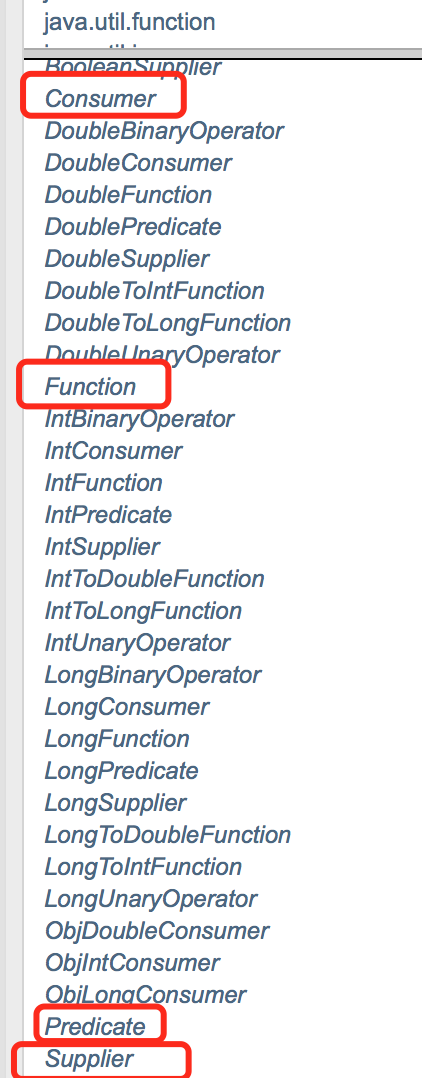 java.util.function
BooleanSupplier
Consumer
DoubleBinaryOperator
DoubleConsumer
DoubleFunction
DoublePredicate
DoubleSupplier
DoubleToIntFunction
DoubleToLongFunction
DoubleUnaryOperator
Function
IntBinaryOperator
IntConsumer
IntFunction
IntPredicate
IntSupplier
IntToDoubleFunction
IntToLongFunction
IntUnaryOperator
LongBinaryOperator
LongConsumer
LongFunction
LongPredicate
LongSupplier
LongToDoubleFunction
LongToIntFunction
LongUnaryOperator
ObjDoubleConsumer
ObjIntConsumer
ObjLongConsumer
Predicate
Supplier